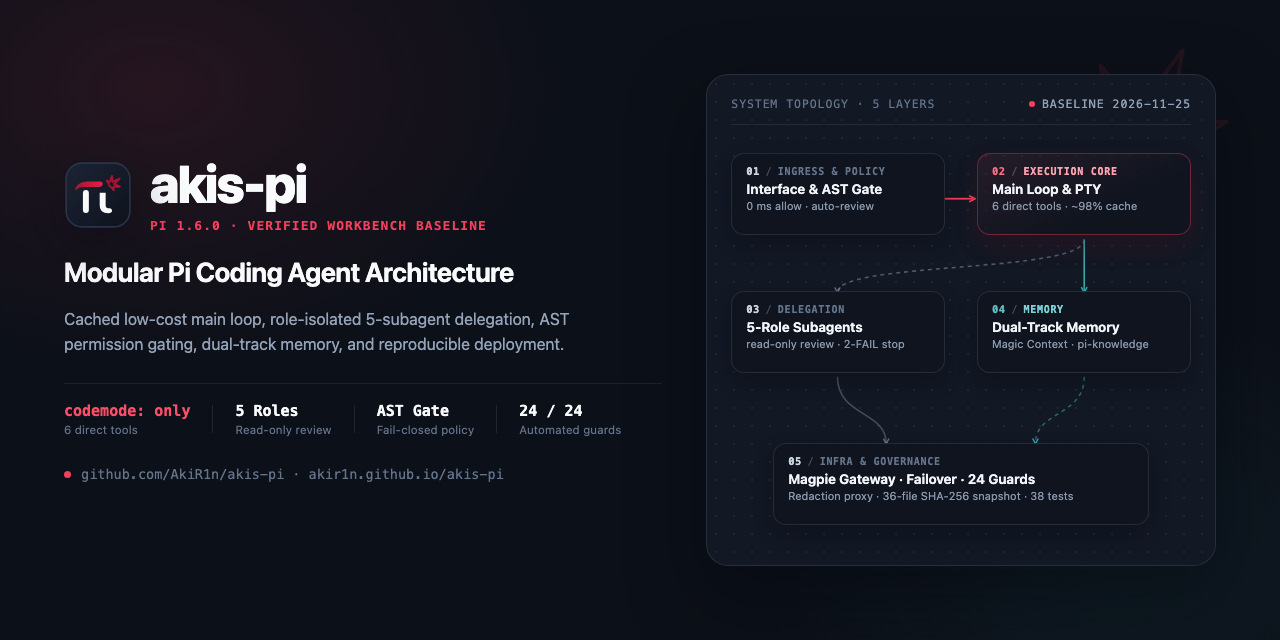 akis-pi
PI 1.6.0 · VERIFIED WORKBENCH BASELINE
Modular Pi Coding Agent Architecture
Cached low-cost main loop, role-isolated 5-subagent delegation, AST
permission gating, dual-track memory, and reproducible deployment.
codemode: only
6 direct tools
5 Roles
Read-only review
AST Gate
Fail-closed policy
24 / 24
Automated guards
github.com/AkiR1n/akis-pi · akir1n.github.io/akis-pi
SYSTEM TOPOLOGY · 5 LAYERS
BASELINE 2026-11-25
01 / INGRESS & POLICY
Interface & AST Gate
0 ms allow · auto-review
02 / EXECUTION CORE
Main Loop & PTY
6 direct tools · ~98% cache
03 / DELEGATION
5-Role Subagents
read-only review · 2-FAIL stop
04 / MEMORY
Dual-Track Memory
Magic Context · pi-knowledge
05 / INFRA & GOVERNANCE
Magpie Gateway · Failover · 24 Guards
Redaction proxy · 36-file SHA-256 snapshot · 38 tests